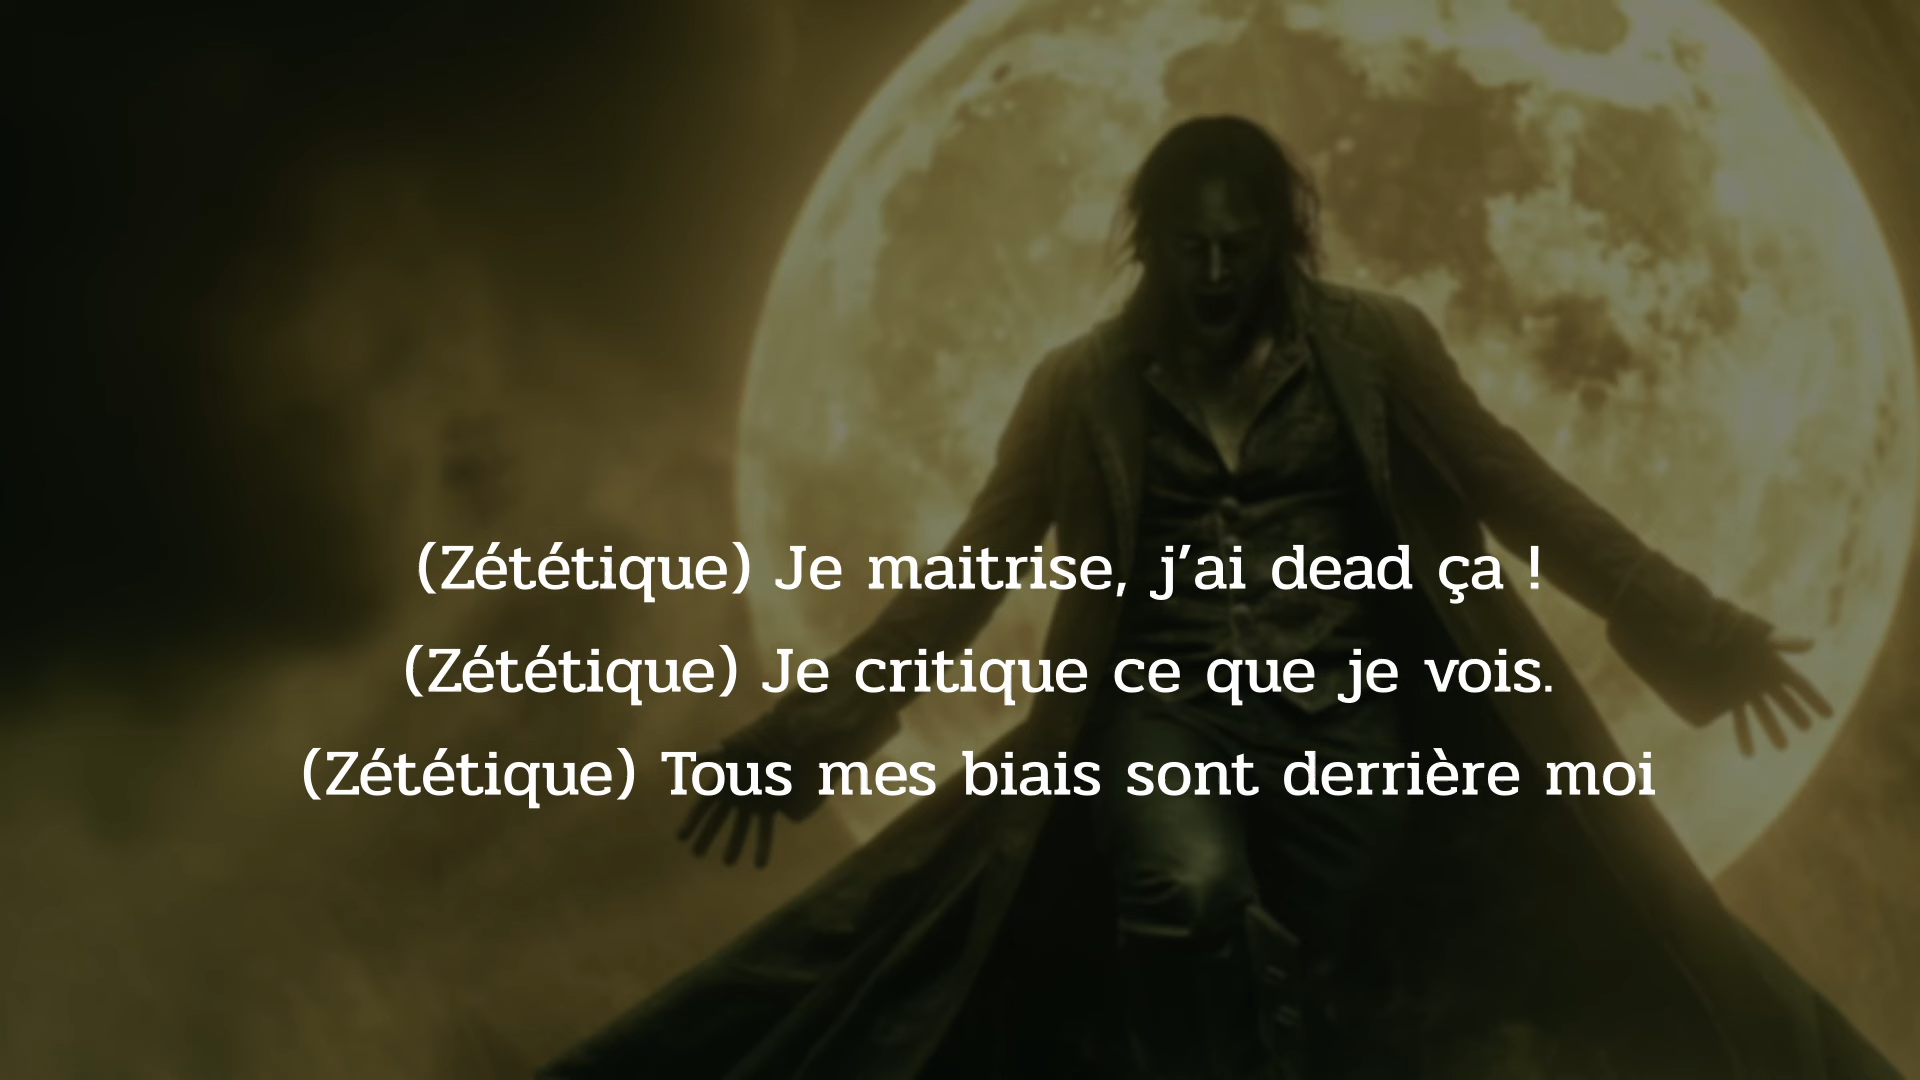 (Zététique) Je maitrise, j’ai dead ça !
(Zététique) Je critique ce que je vois.
(Zététique) Tous mes biais sont derrière moi